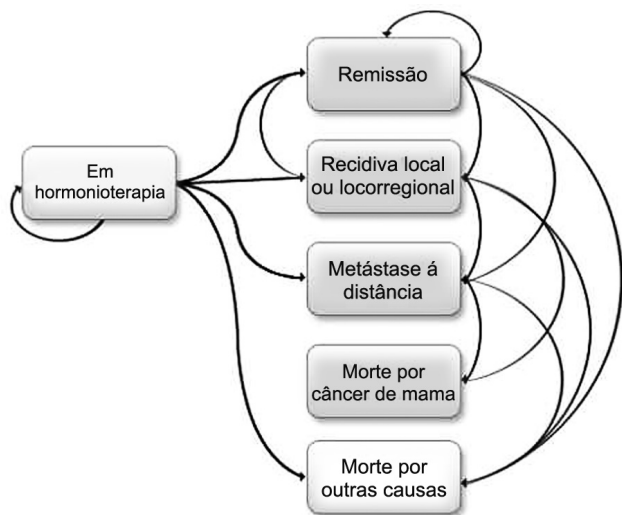 Remissão
Em
hormonioterapia
Recidiva local
ou locorregional
Metástase á
distância
Morte por
câncer de mama
Morte por
outras causas